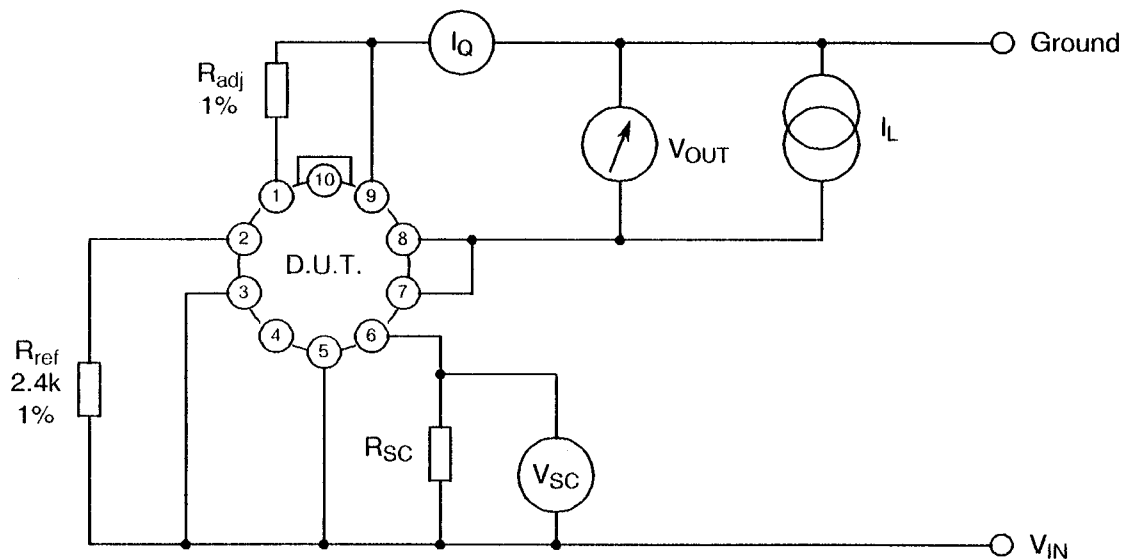 I_Q
Ground
R_adj
1%
V_OUT
I_L
10
1
9
2
8
D.U.T.
3
7
4
6
5
R_ref
2.4k
1%
R_SC
V_SC
V_IN